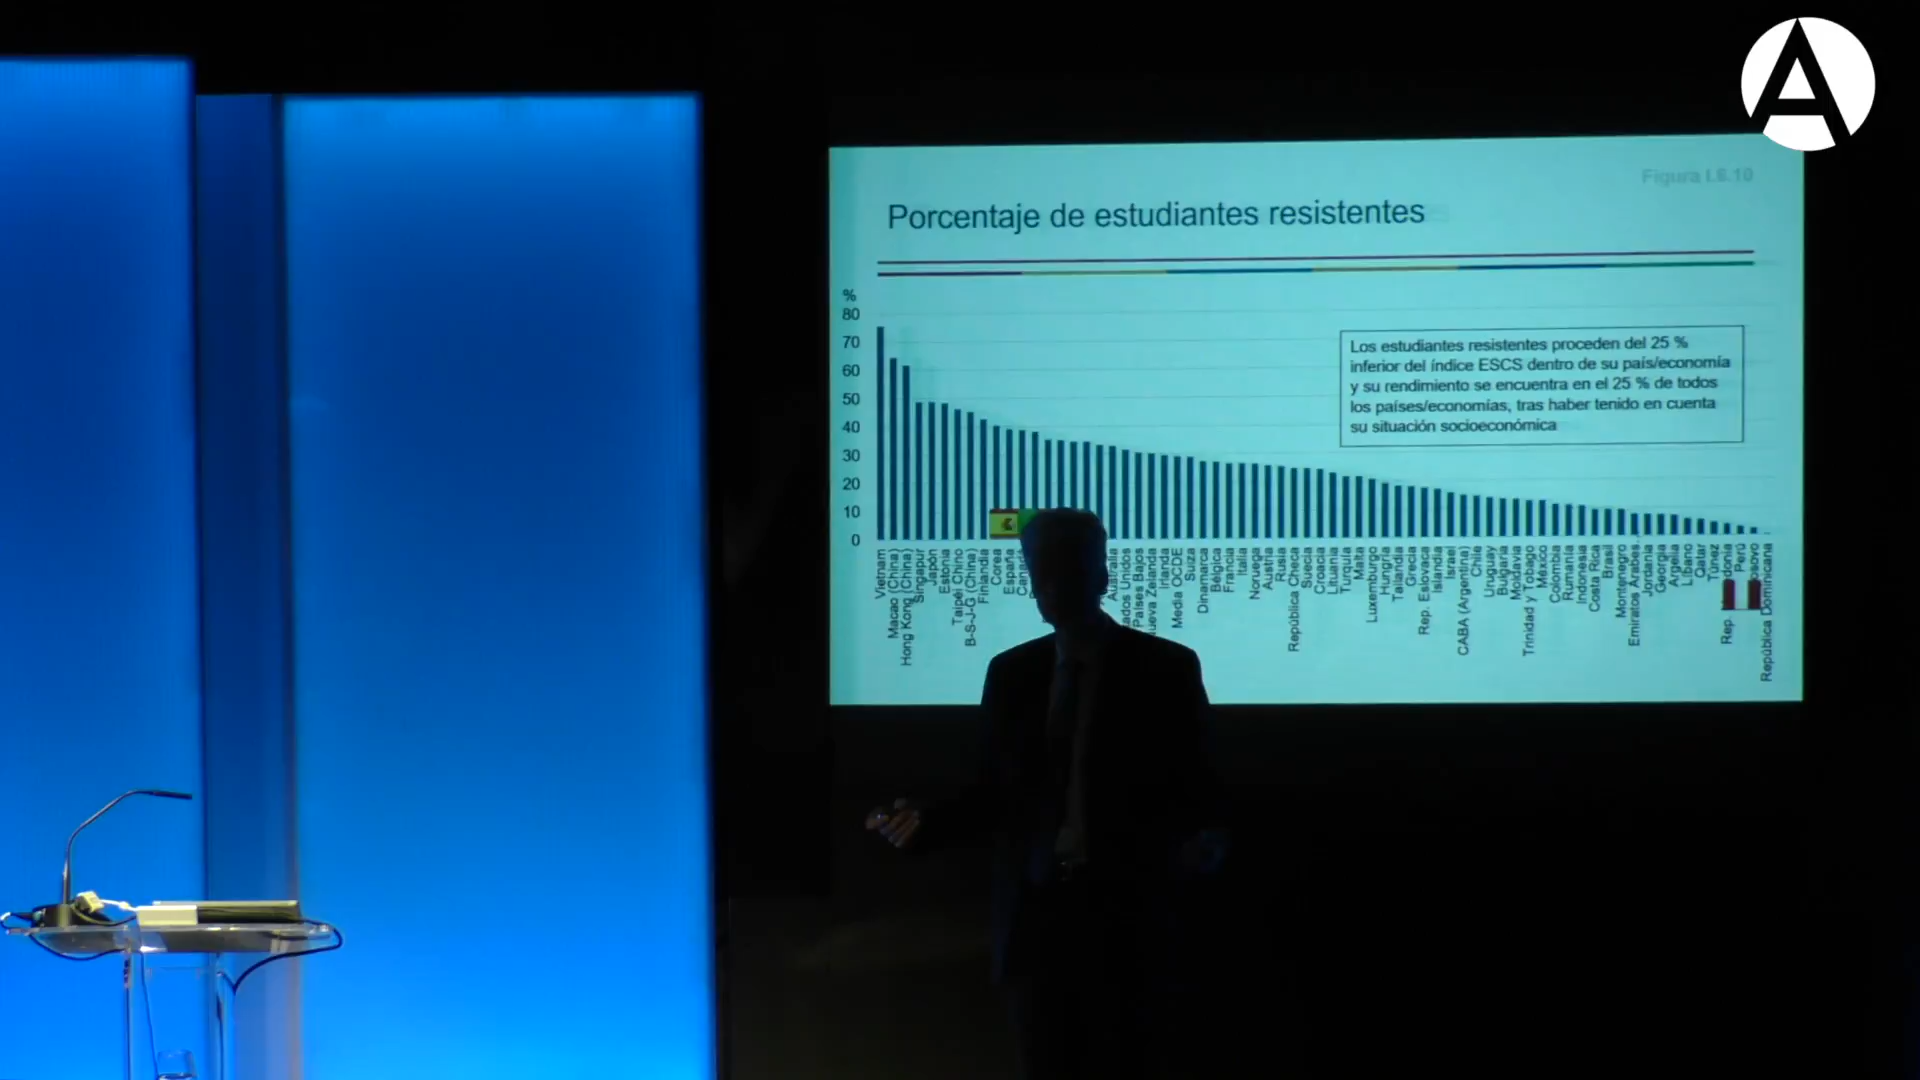 A
Figura I.6.10
Porcentaje de estudiantes resistentes
%
80
70
60
50
40
30
20
10
0
Los estudiantes resistentes proceden del 25 %
inferior del índice ESCS dentro de su país/economía
y su rendimiento se encuentra en el 25 % de todos
los países/economías, tras haber tenido en cuenta
su situación socioeconómica
Vietnam
Macao (China)
Hong Kong (China)
Singapur
Japón
Estonia
Taipéi Chino
B-S-J-G (China)
Finlandia
Corea
España
Australia
Países Bajos
Irlanda
Media OCDE
Suiza
Dinamarca
Bélgica
Francia
Italia
Noruega
Austria
Rusia
República Checa
Suecia
Croacia
Lituania
Turquía
Malta
Luxemburgo
Hungría
Tailandia
Grecia
Rep. Eslovaca
Islandia
Israel
CABA (Argentina)
Chile
Uruguay
Bulgaria
Moldavia
Trinidad y Tobago
México
Colombia
Rumanía
Indonesia
Costa Rica
Brasil
Montenegro
Emiratos Árabes...
Jordania
Georgia
Argelia
Líbano
Qatar
Túnez
Rep.
Perú
República Dominicana